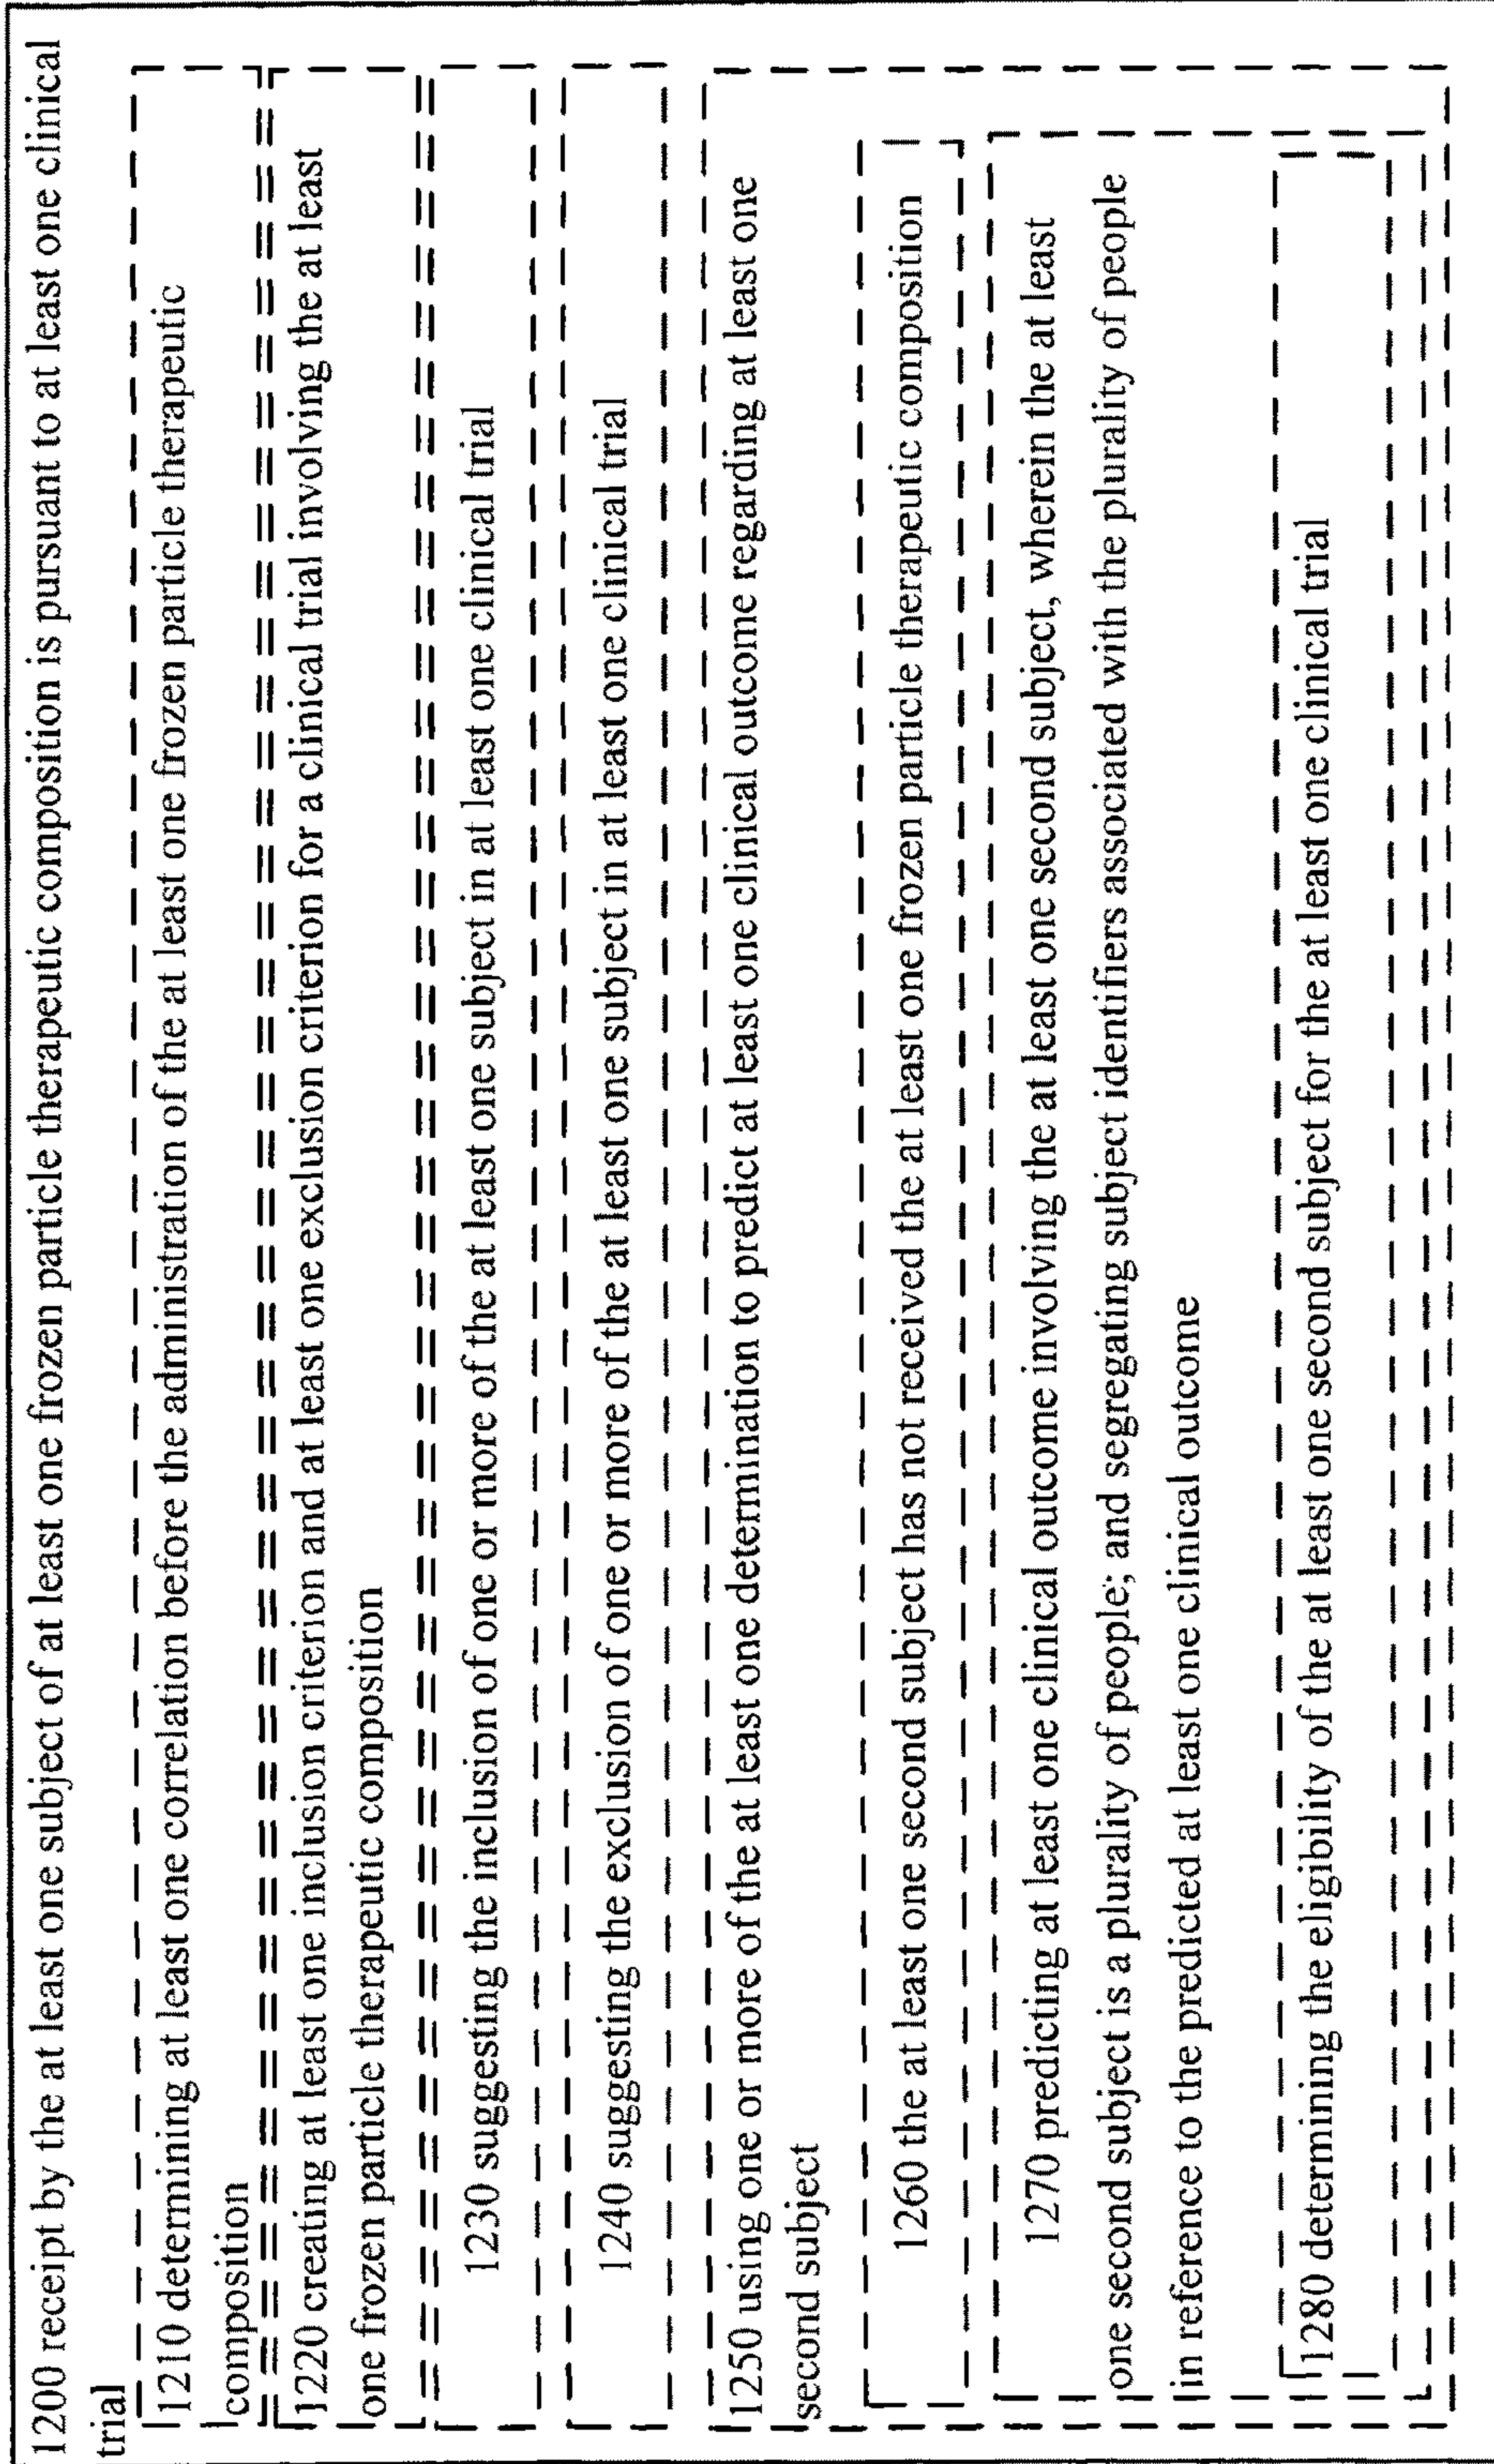 1200 receipt by the at least one subject of at least one frozen particle therapeutic composition is pursuant to at least one clinical
trial
1210 determining at least one correlation before the administration of the at least one frozen particle therapeutic
composition
1220 creating at least one inclusion criterion and at least one exclusion criterion for a clinical trial involving the at least
one frozen particle therapeutic composition
1230 suggesting the inclusion of one or more of the at least one subject in at least one clinical trial
1240 suggesting the exclusion of one or more of the at least one subject in at least one clinical trial
1250 using one or more of the at least one determination to predict at least one clinical outcome regarding at least one
second subject
1260 the at least one second subject has not received the at least one frozen particle therapeutic composition
1270 predicting at least one clinical outcome involving the at least one second subject, wherein the at least
one second subject is a plurality of people; and segregating subject identifiers associated with the plurality of people
in reference to the predicted at least one clinical outcome
1280 determining the eligibility of the at least one second subject for the at least one clinical trial